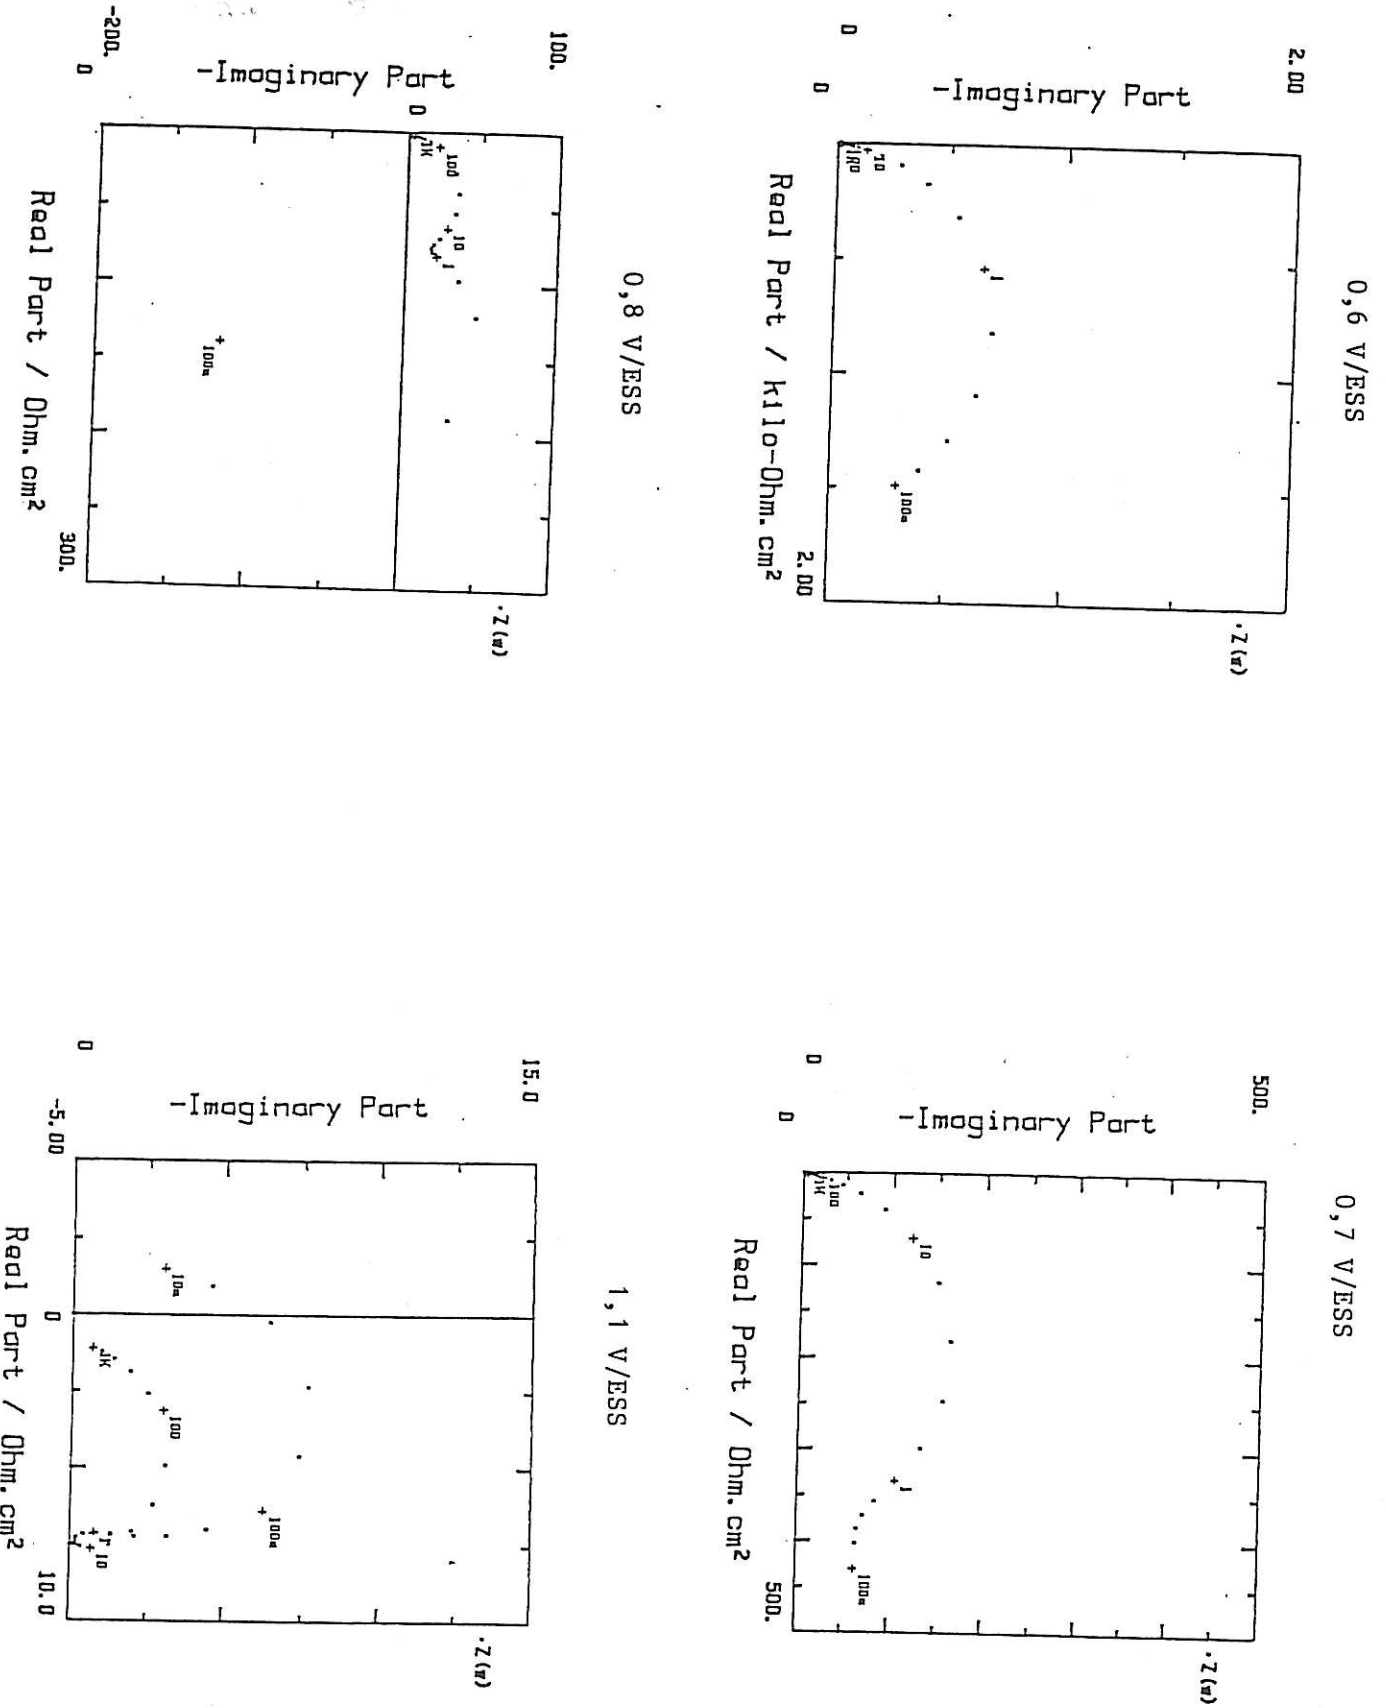 0,6 V/ESS
2.00
-Imaginary Part
0
0
.Z(w)
1
100m
10
1K
Real Part / kilo-Ohm.cm2
2.00
0,7 V/ESS
500.
-Imaginary Part
0
0
.Z(w)
10
1
100m
100
1K
Real Part / Ohm.cm2
500.
0,8 V/ESS
100.
-Imaginary Part
0
-200.
0
.Z(w)
100
1K
10
1
100m
Real Part / Ohm.cm2
300.
1,1 V/ESS
15.0
-Imaginary Part
0
-5.00
0
.Z(w)
10m
1K
100
100m
1
10
Real Part / Ohm.cm2
10.0